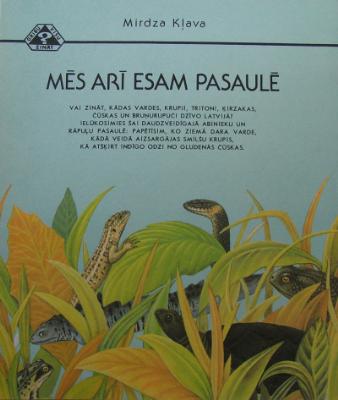 Mirdza Kļava
?
ZINĀT
MĒS ARĪ ESAM PASAULĒ
VAI ZINĀT, KĀDAS VARDES, KRUPJI, TRITONI, ĶIRZAKAS,
ČŪSKAS UN BRUŅURUPUČI DZĪVO LATVIJĀ?
IELŪKOSIMIES ŠAI DAUDZVEIDĪGAJĀ ABINIEKU UN
RĀPUĻU PASAULĒ: PAPĒTĪSIM, KO ZIEMĀ DARA VARDE,
KĀDĀ VEIDĀ AIZSARGĀJAS SMILŠU KRUPIS,
KĀ ATŠĶIRT INDĪGO ODZI NO GLUDENĀS ČŪSKAS.